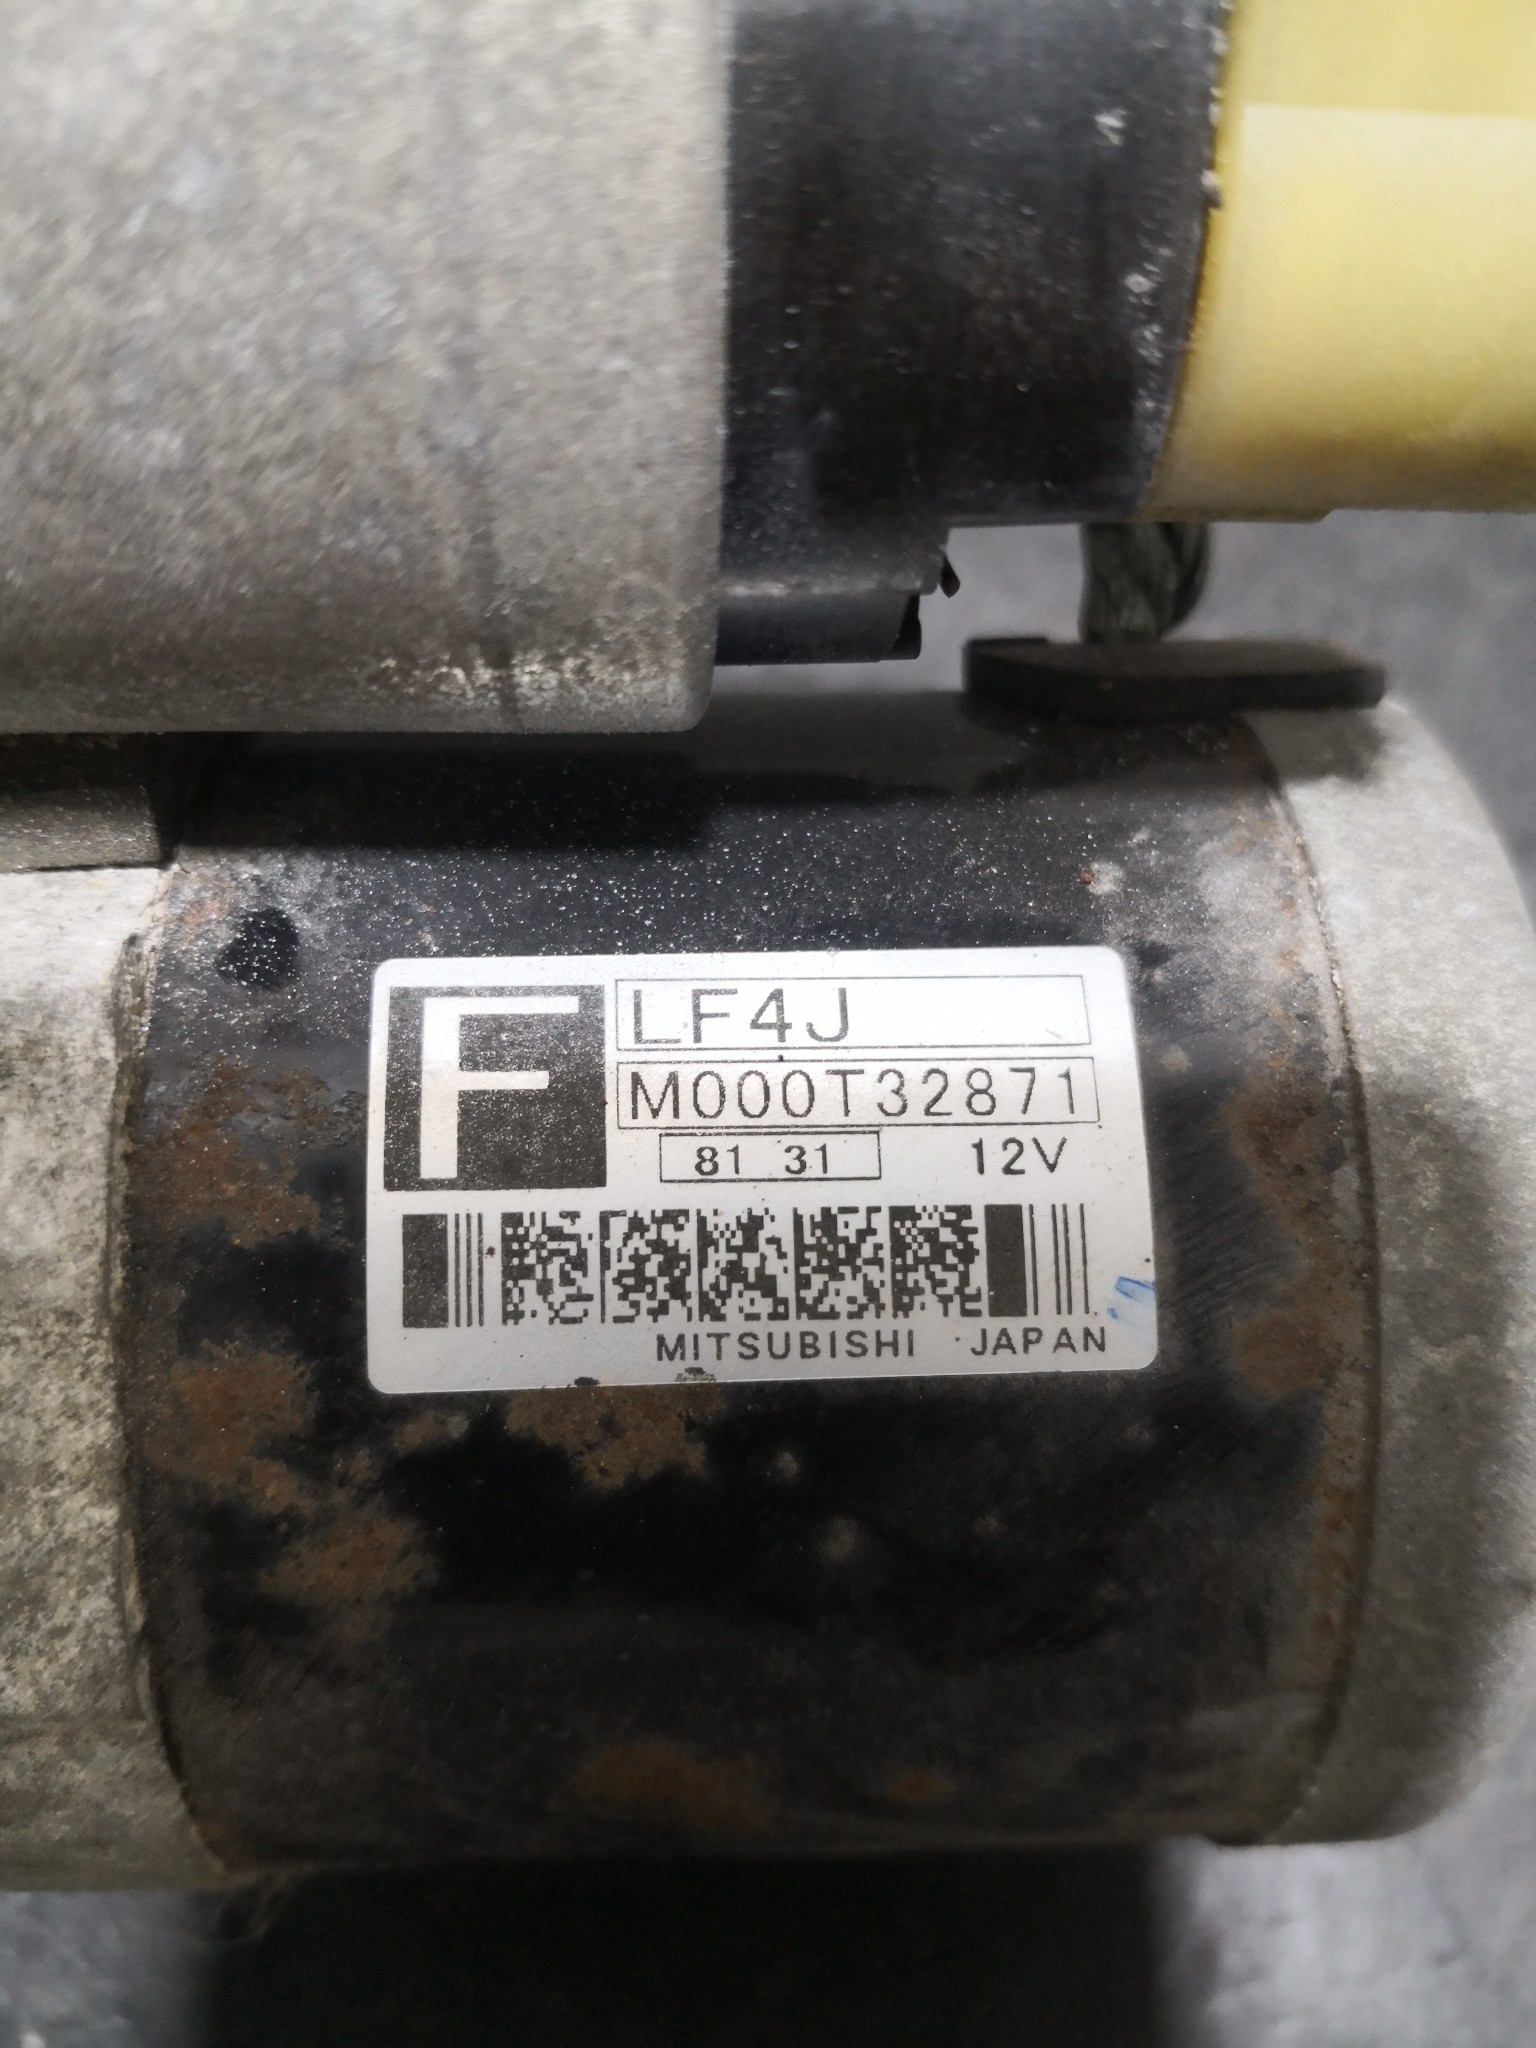 F
LF4J
M000T32871
81 31 12V
MITSUBISHI JAPAN